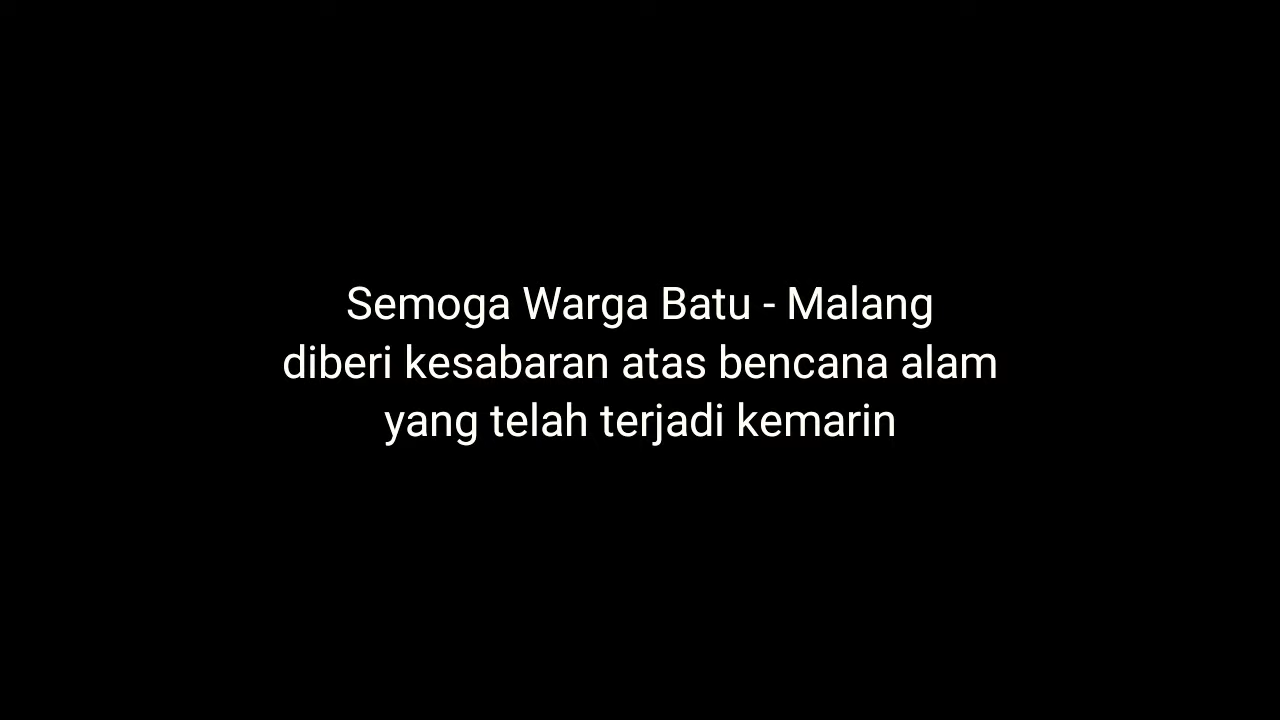 Semoga Warga Batu - Malang
diberi kesabaran atas bencana alam
yang telah terjadi kemarin